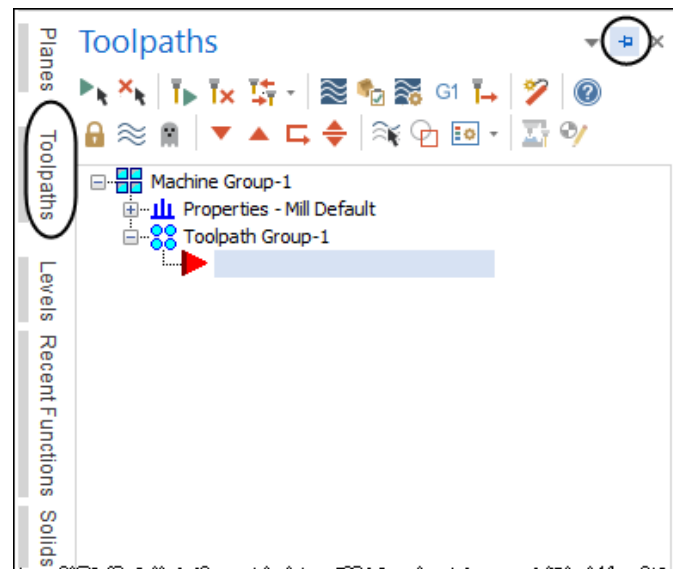 Toolpaths
G1
Machine Group-1
Properties - Mill Default
Toolpath Group-1
Planes
Toolpaths
Levels
Recent Functions
Solids